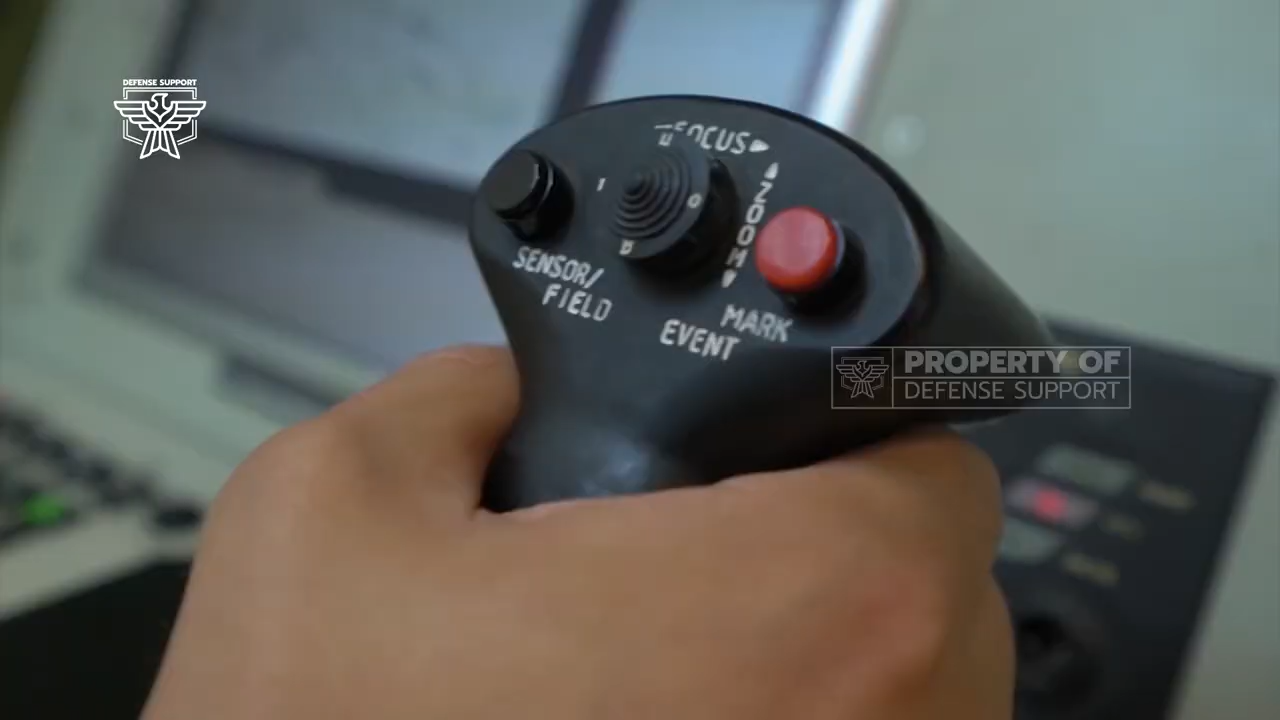 DEFENSE SUPPORT
FOCUS
ZOOM
SENSOR/
FIELD
MARK
EVENT
PROPERTY OF
DEFENSE SUPPORT